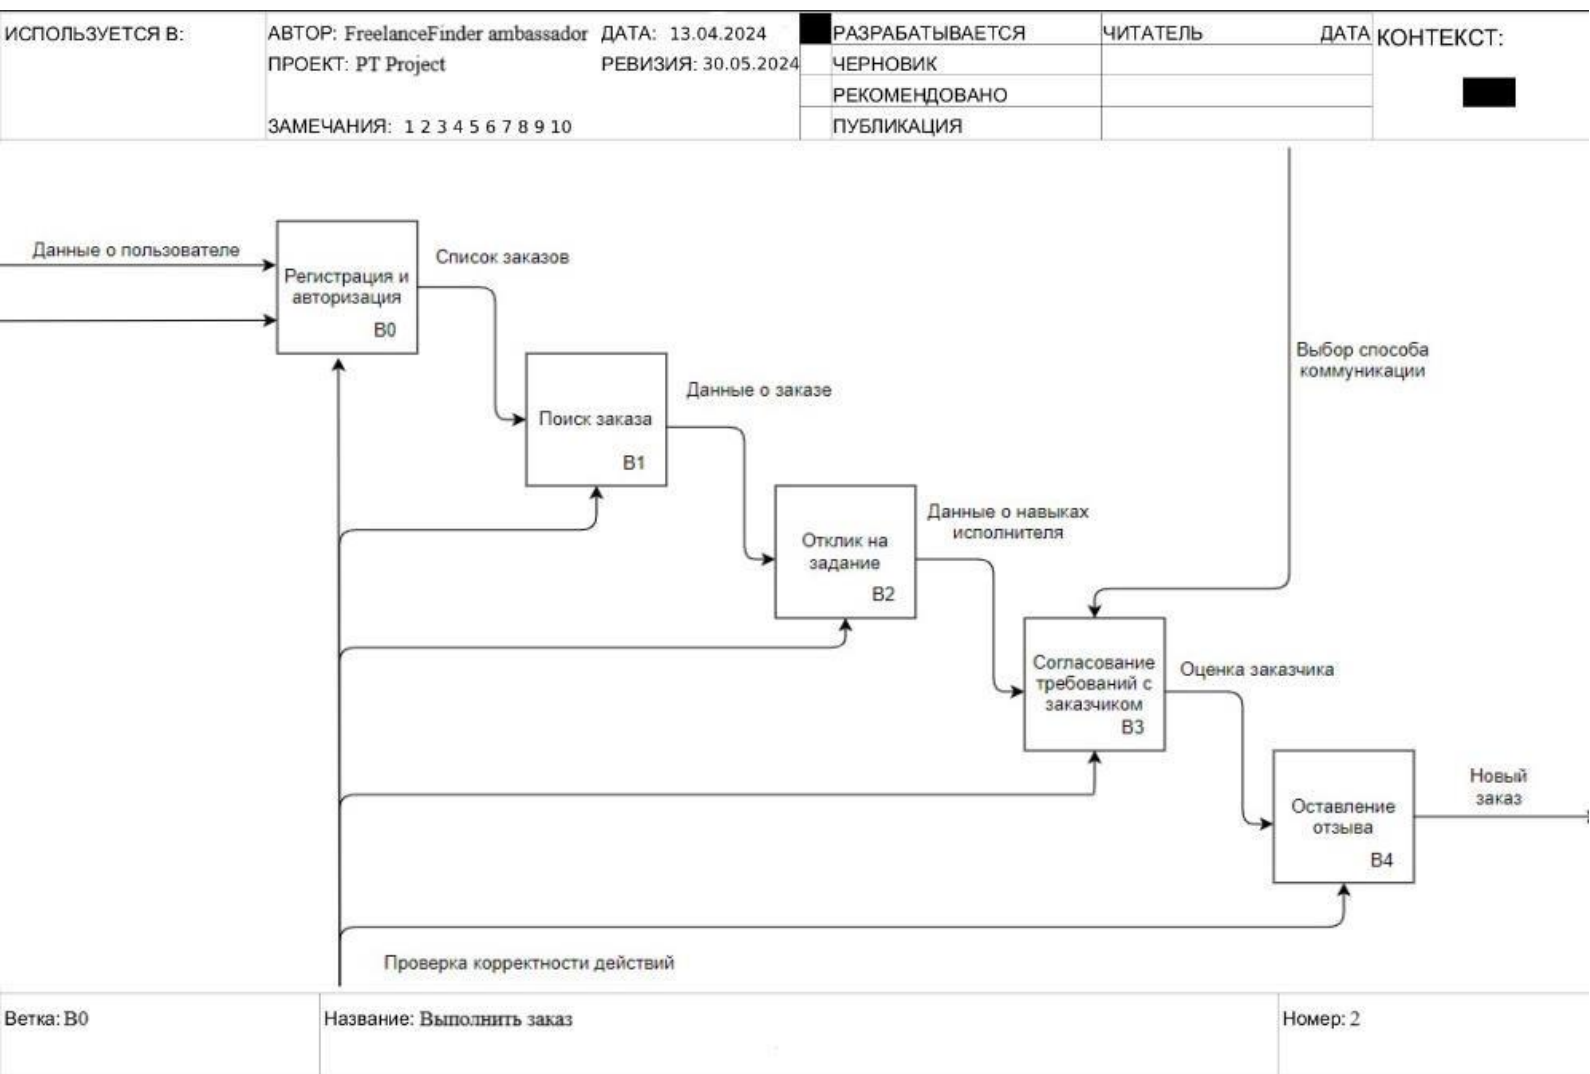 ИСПОЛЬЗУЕТСЯ В:
АВТОР: FreelanceFinder ambassador
ДАТА: 13.04.2024
ПРОЕКТ: PT Project
РЕВИЗИЯ: 30.05.2024
ЗАМЕЧАНИЯ: 1 2 3 4 5 6 7 8 9 10
РАЗРАБАТЫВАЕТСЯ
ЧЕРНОВИК
РЕКОМЕНДОВАНО
ПУБЛИКАЦИЯ
ЧИТАТЕЛЬ
ДАТА
КОНТЕКСТ:
Данные о пользователе
Регистрация и
авторизация
B0
Список заказов
Поиск заказа
B1
Данные о заказе
Отклик на
задание
B2
Данные о навыках
исполнителя
Выбор способа
коммуникации
Согласование
требований с
заказчиком
B3
Оценка заказчика
Оставление
отзыва
B4
Новый
заказ
Проверка корректности действий
Ветка: B0
Название: Выполнить заказ
Номер: 2